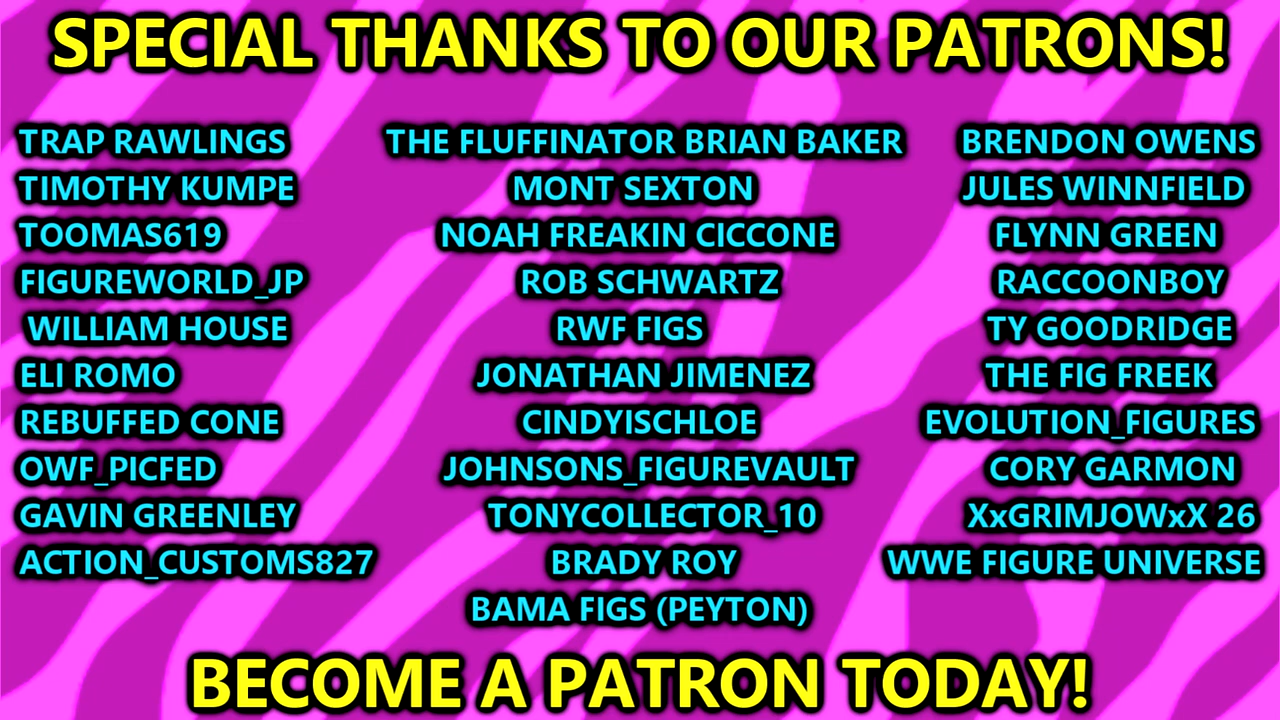 SPECIAL THANKS TO OUR PATRONS!
TRAP RAWLINGS
TIMOTHY KUMPE
TOOMAS619
FIGUREWORLD_JP
WILLIAM HOUSE
ELI ROMO
REBUFFED CONE
OWF_PICFED
GAVIN GREENLEY
ACTION_CUSTOMS827
THE FLUFFINATOR BRIAN BAKER
MONT SEXTON
NOAH FREAKIN CICCONE
ROB SCHWARTZ
RWF FIGS
JONATHAN JIMENEZ
CINDYISCHLOE
JOHNSONS_FIGUREVAULT
TONYCOLLECTOR_10
BRADY ROY
BAMA FIGS (PEYTON)
BRENDON OWENS
JULES WINNFIELD
FLYNN GREEN
RACCOONBOY
TY GOODRIDGE
THE FIG FREEK
EVOLUTION_FIGURES
CORY GARMON
XxGRIMJOWxX 26
WWE FIGURE UNIVERSE
BECOME A PATRON TODAY!